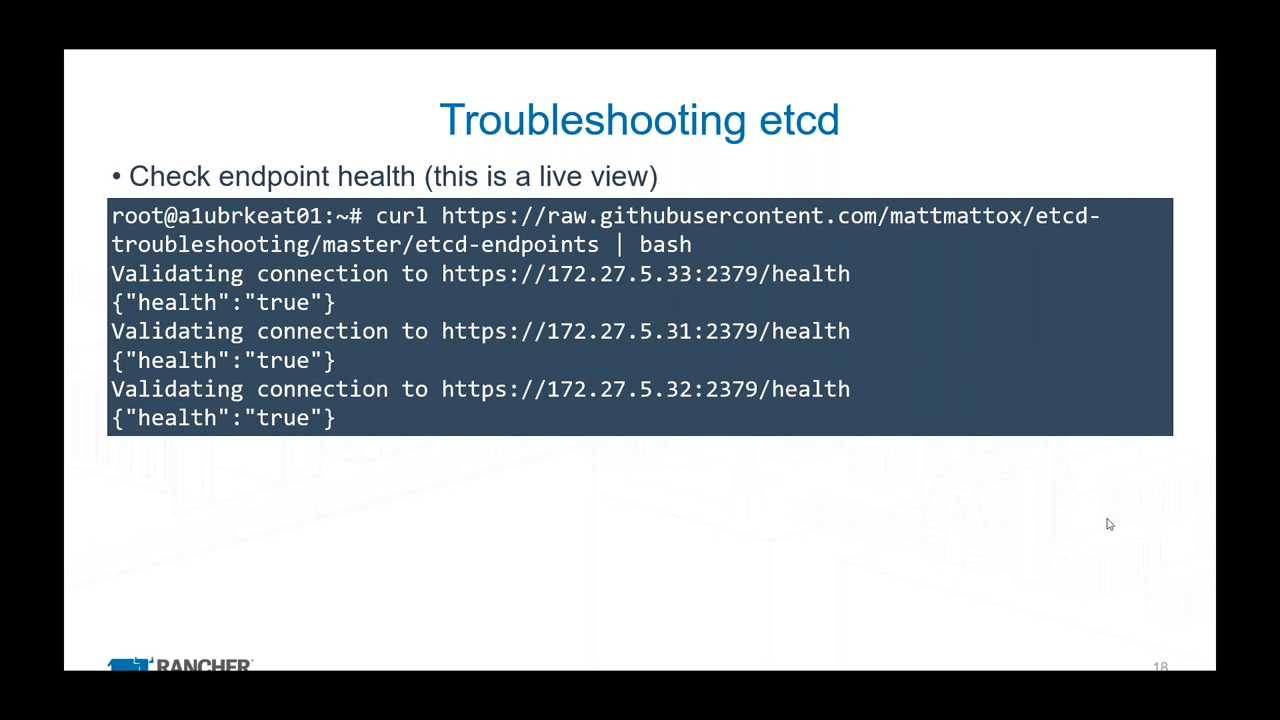 Troubleshooting etcd
• Check endpoint health (this is a live view)
root@a1ubrkeat01:~# curl https://raw.githubusercontent.com/mattmattox/etcd-
troubleshooting/master/etcd-endpoints | bash
Validating connection to https://172.27.5.33:2379/health
{"health":"true"}
Validating connection to https://172.27.5.31:2379/health
{"health":"true"}
Validating connection to https://172.27.5.32:2379/health
{"health":"true"}
RANCHER
18